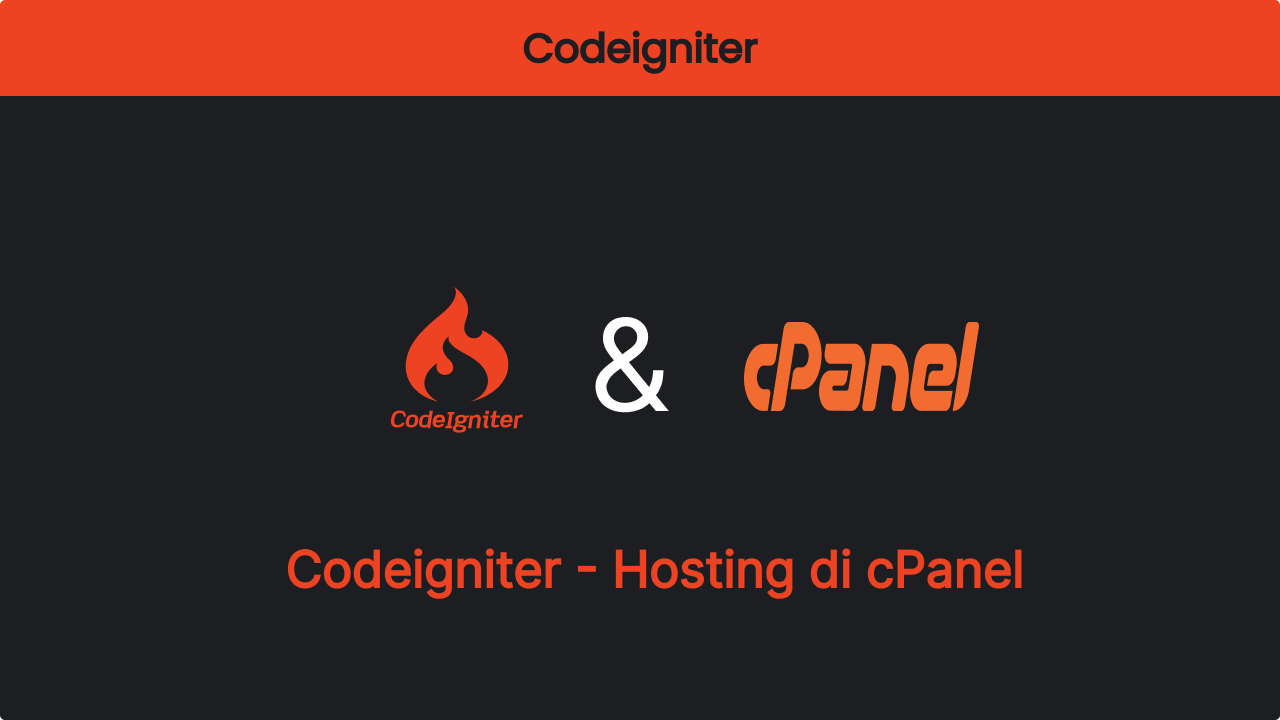 Codeigniter
CodeIgniter
&
cPanel
Codeigniter - Hosting di cPanel